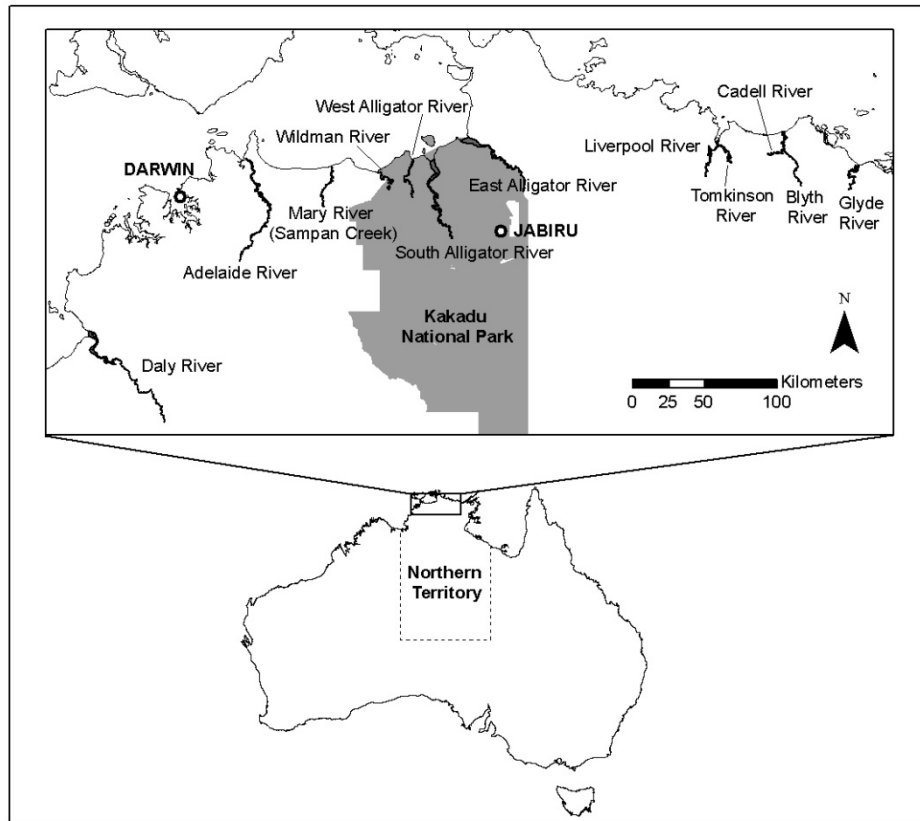 Cadell River
West Alligator River
Wildman River
Liverpool River
DARWIN
East Alligator River
Tomkinson
River
Blyth
River
Glyde
River
Mary River
(Sampan Creek)
JABIRU
South Alligator River
Adelaide River
N
Kakadu
National Park
Daly River
Kilometers
0 25 50 100
Northern
Territory